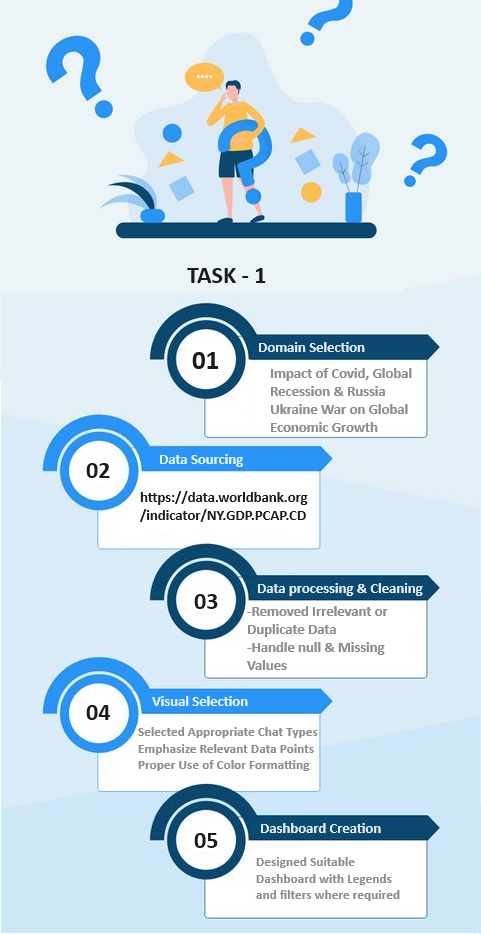 TASK - 1
01
Domain Selection
Impact of Covid, Global
Recession & Russia
Ukraine War on Global
Economic Growth
02
Data Sourcing
https://data.worldbank.org
/indicator/NY.GDP.PCAP.CD
03
Data processing & Cleaning
-Removed Irrelevant or
Duplicate Data
-Handle null & Missing
Values
04
Visual Selection
Selected Appropriate Chat Types
Emphasize Relevant Data Points
Proper Use of Color Formatting
05
Dashboard Creation
Designed Suitable
Dashboard with Legends
and filters where required